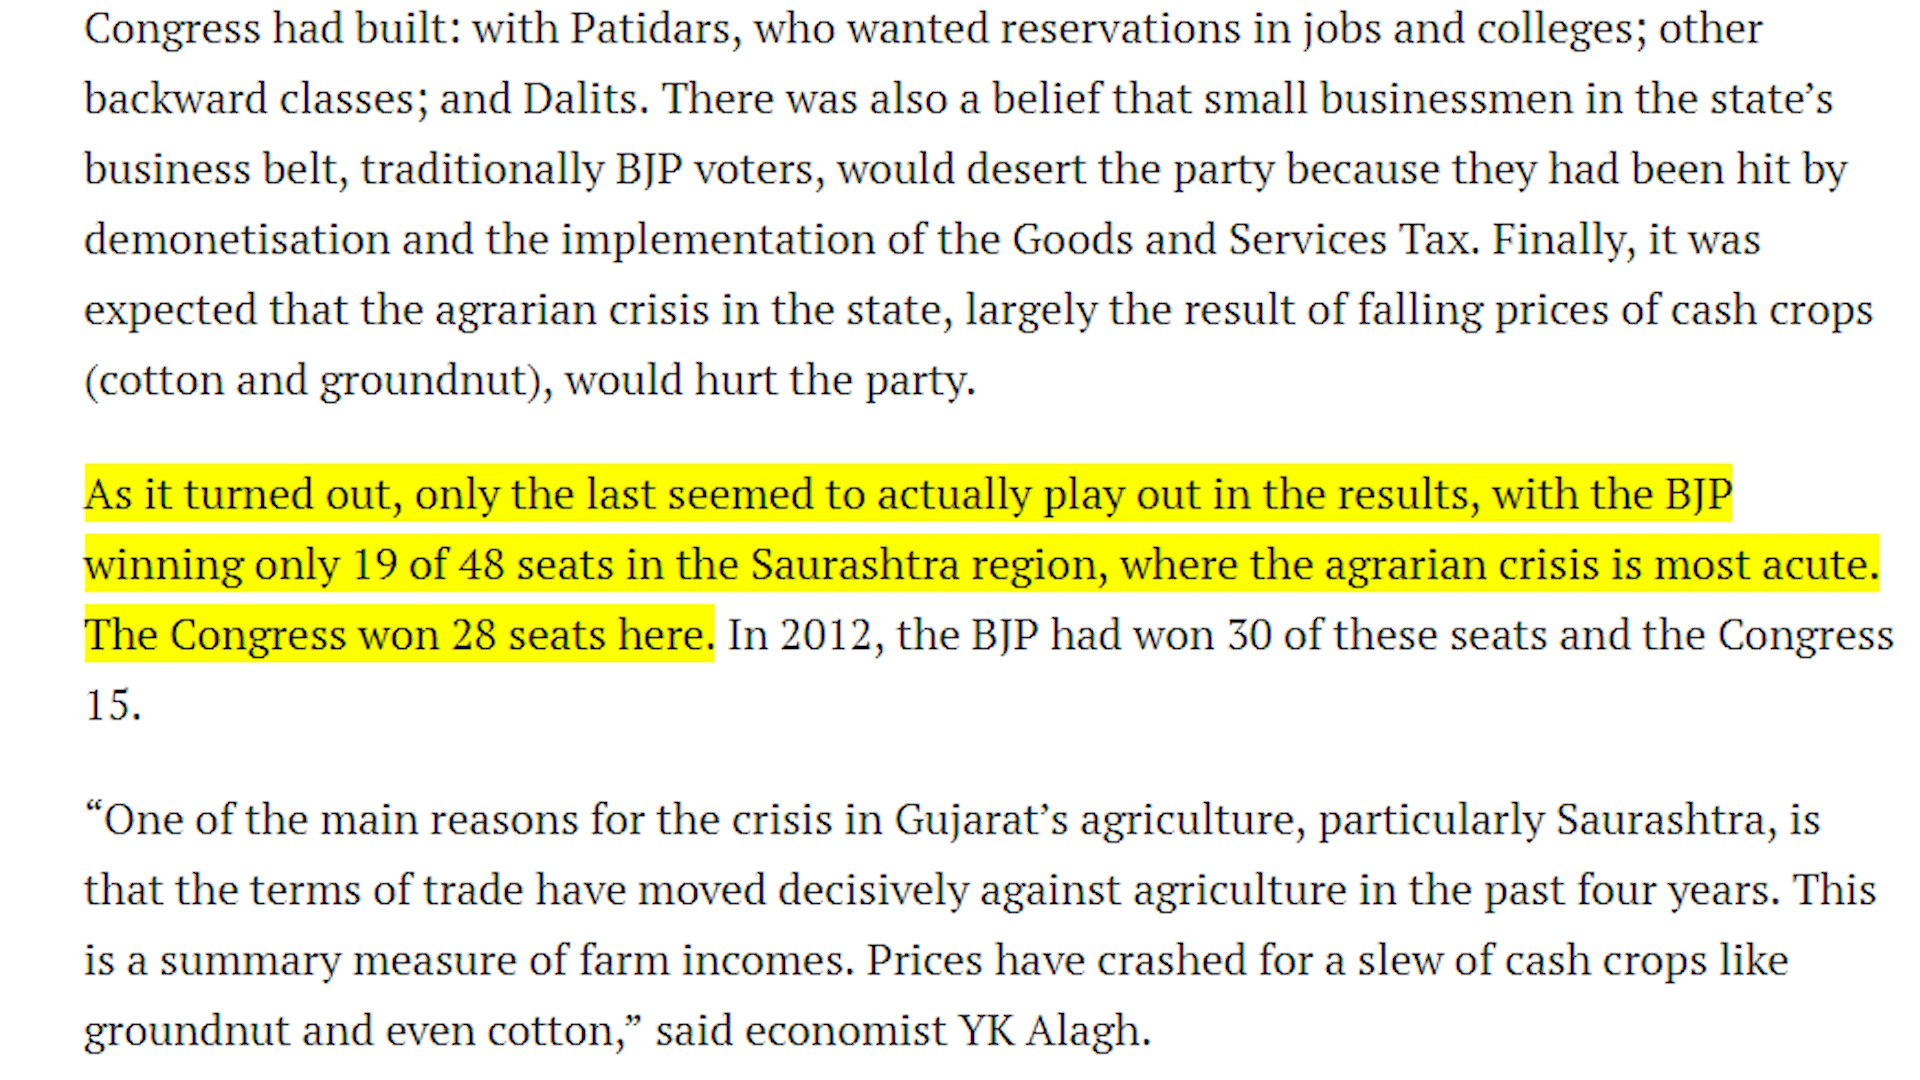 Congress had built: with Patidars, who wanted reservations in jobs and colleges; other
backward classes; and Dalits. There was also a belief that small businessmen in the state’s
business belt, traditionally BJP voters, would desert the party because they had been hit by
demonetisation and the implementation of the Goods and Services Tax. Finally, it was
expected that the agrarian crisis in the state, largely the result of falling prices of cash crops
(cotton and groundnut), would hurt the party.
As it turned out, only the last seemed to actually play out in the results, with the BJP
winning only 19 of 48 seats in the Saurashtra region, where the agrarian crisis is most acute.
The Congress won 28 seats here. In 2012, the BJP had won 30 of these seats and the Congress
15.
“One of the main reasons for the crisis in Gujarat’s agriculture, particularly Saurashtra, is
that the terms of trade have moved decisively against agriculture in the past four years. This
is a summary measure of farm incomes. Prices have crashed for a slew of cash crops like
groundnut and even cotton,” said economist YK Alagh.